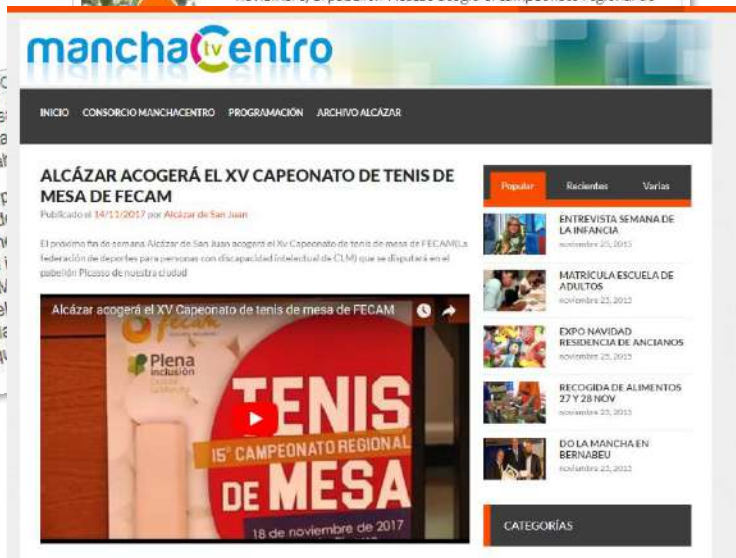 manchacentro
tv
INICIO CONSORCIO MANCHACENTRO PROGRAMACIÓN ARCHIVO ALCÁZAR
ALCÁZAR ACOGERÁ EL XV CAPEONATO DE TENIS DE
MESA DE FECAM
Publicado el 14/11/2017 por Alcázar de San Juan
El próximo fin de semana Alcázar de San Juan acogerá el Xv Capeonato de tenis de mesa de FECAM(La
federación de deportes para personas con discapacidad intelectual de CLM) que se disputará en el
pabellón Picasso de nuestra ciudad
Alcázar acogerá el XV Capeonato de tenis de mesa de FECAM
fecam
Plena
inclusión
TENIS
15º CAMPEONATO REGIONAL
DE MESA
18 de noviembre de 2017
Popular Recientes Varias
ENTREVISTA SEMANA DE
LA INFANCIA
noviembre 25, 2015
MATRÍCULA ESCUELA DE
ADULTOS
noviembre 25, 2015
EXPO NAVIDAD
RESIDENCIA DE ANCIANOS
noviembre 25, 2015
RECOGIDA DE ALIMENTOS
27 Y 28 NOV
noviembre 25, 2015
DO LA MANCHA EN
BERNABEU
noviembre 25, 2015
CATEGORÍAS